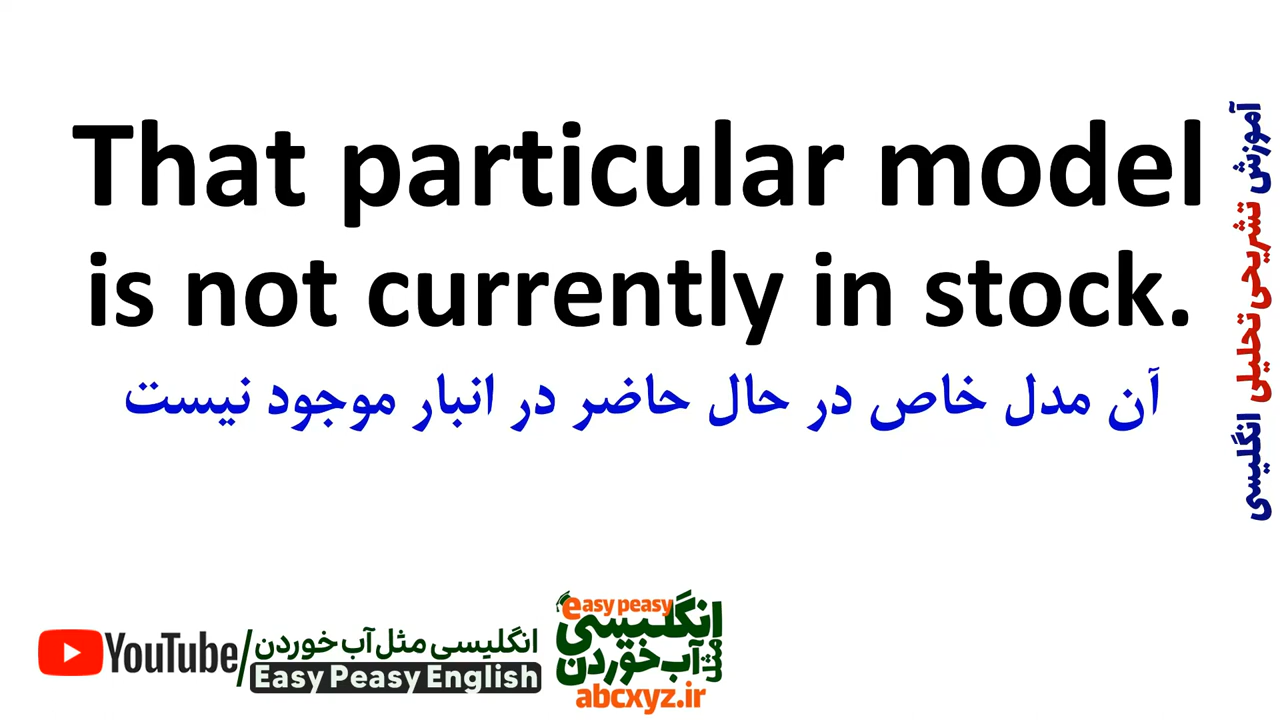 That particular model
is not currently in stock.
آن مدل خاص در حال حاضر در انبار موجود نیست
آموزش تشریحی تحلیلی انگلیسی
YouTube/انگلیسی مثل آب خوردن
Easy Peasy English
easy peasy
انگلیسی
مثل
آب خوردن
abcxyz.ir